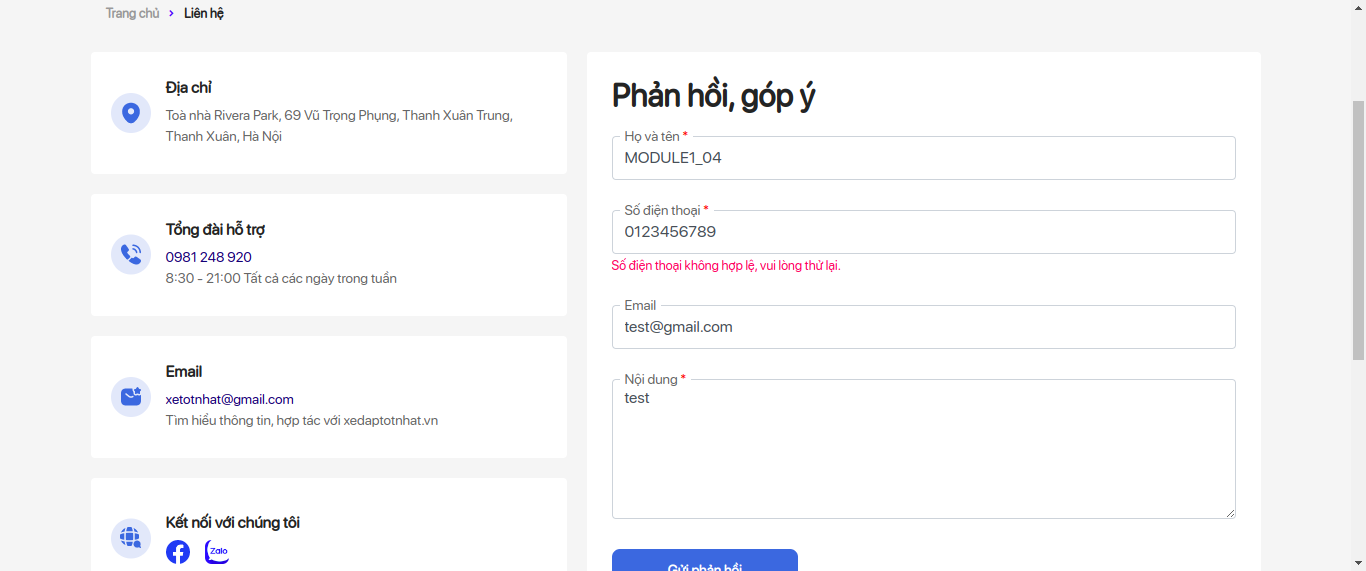 Trang chủ > Liên hệ
Địa chỉ
Toà nhà Rivera Park, 69 Vũ Trọng Phụng, Thanh Xuân Trung,
Thanh Xuân, Hà Nội
Tổng đài hỗ trợ
0981 248 920
8:30 - 21:00 Tất cả các ngày trong tuần
Email
xetotnhat@gmail.com
Tìm hiểu thông tin, hợp tác với xedaptotnhat.vn
Kết nối với chúng tôi
Zalo
Phản hồi, góp ý
Họ và tên *
MODULE1_04
Số điện thoại *
0123456789
Số điện thoại không hợp lệ, vui lòng thử lại.
Email
test@gmail.com
Nội dung *
test
Gửi phản hồi